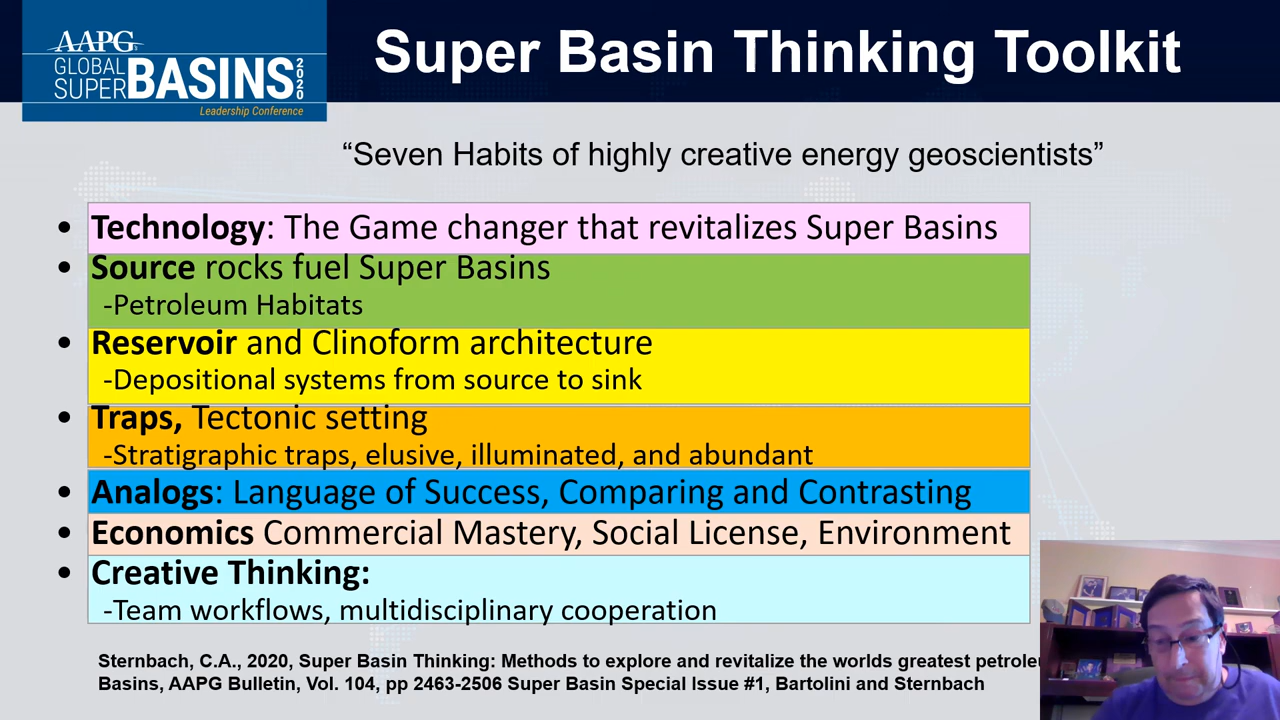 AAPG
GLOBAL
SUPER BASINS 2020
Leadership Conference
Super Basin Thinking Toolkit
“Seven Habits of highly creative energy geoscientists”
• Technology: The Game changer that revitalizes Super Basins
• Source rocks fuel Super Basins
-Petroleum Habitats
• Reservoir and Clinoform architecture
-Depositional systems from source to sink
• Traps, Tectonic setting
-Stratigraphic traps, elusive, illuminated, and abundant
• Analogs: Language of Success, Comparing and Contrasting
• Economics Commercial Mastery, Social License, Environment
• Creative Thinking:
-Team workflows, multidisciplinary cooperation
Sternbach, C.A., 2020, Super Basin Thinking: Methods to explore and revitalize the worlds greatest
Basins, AAPG Bulletin, Vol. 104, pp 2463-2506 Super Basin Special Issue #1, Bartolini and Sternbach